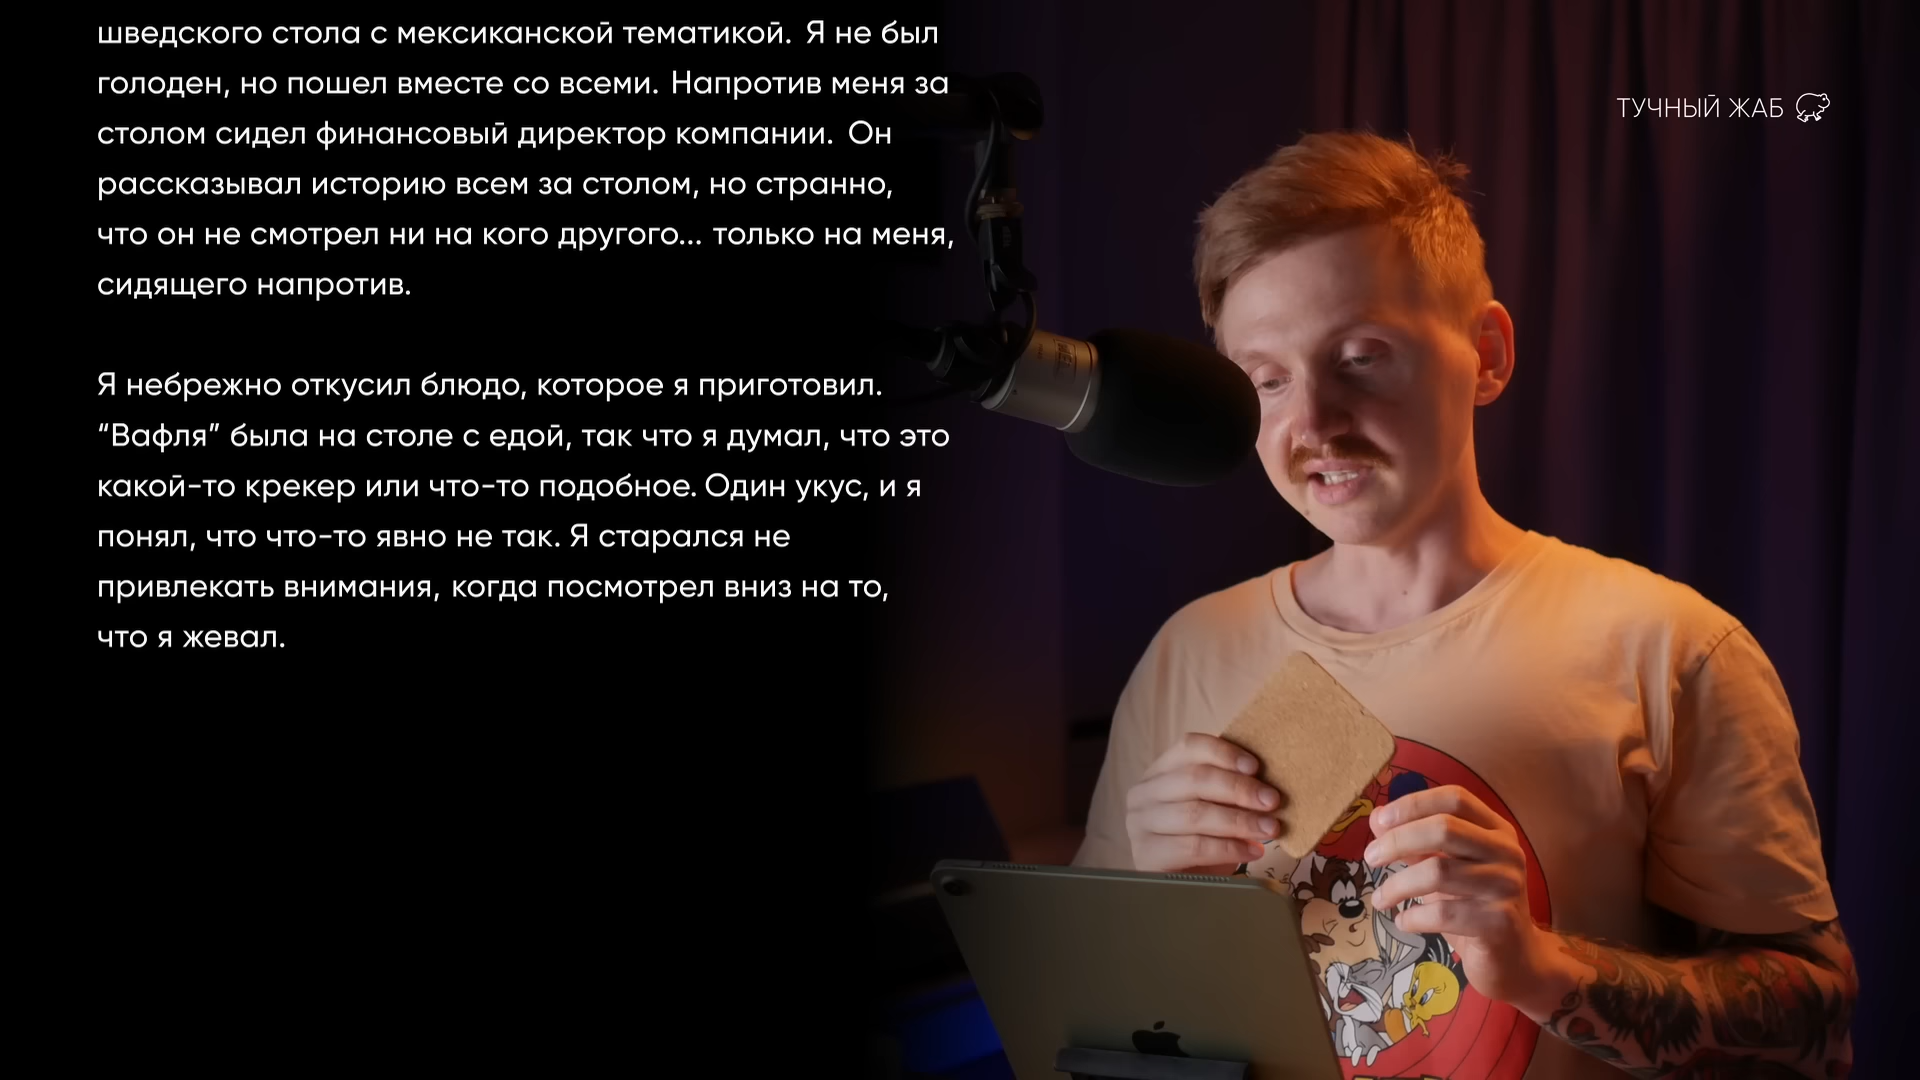 шведского стола с мексиканской тематикой. Я не был
голоден, но пошел вместе со всеми. Напротив меня за
столом сидел финансовый директор компании. Он
рассказывал историю всем за столом, но странно,
что он не смотрел ни на кого другого... только на меня,
сидящего напротив.
Я небрежно откусил блюдо, которое я приготовил.
“Вафля” была на столе с едой, так что я думал, что это
какой-то крекер или что-то подобное. Один укус, и я
понял, что что-то явно не так. Я старался не
привлекать внимания, когда посмотрел вниз на то,
что я жевал.
ТУЧНЫЙ ЖАБ